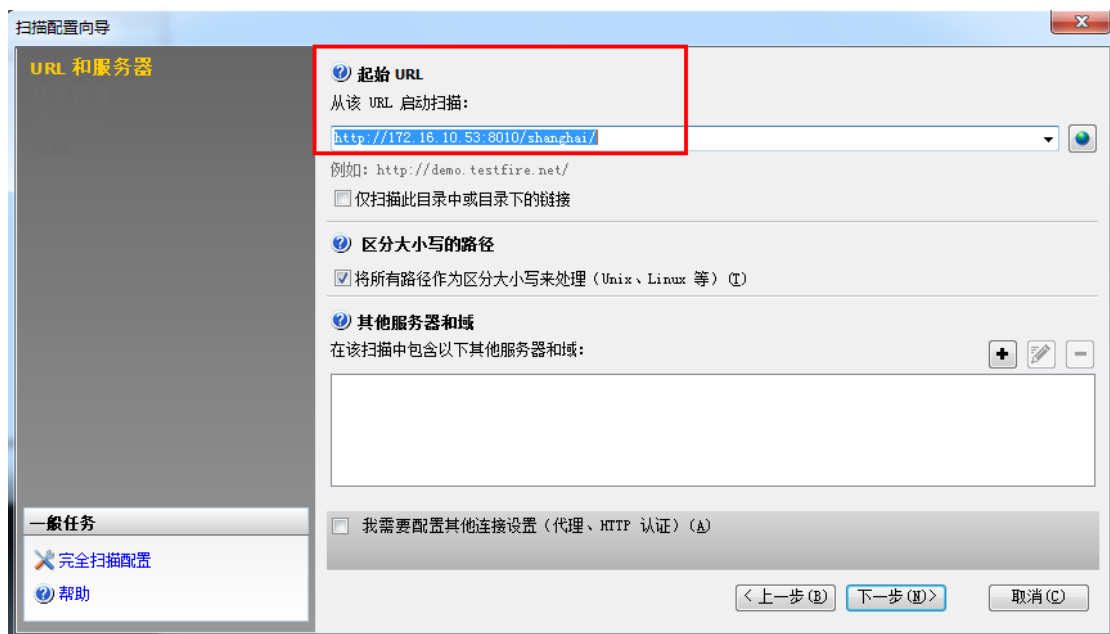 扫描配置向导
URL 和服务器
起始 URL
从该 URL 启动扫描:
http://172.16.10.53:8010/shanghai/
例如: http://demo.testfire.net/
仅扫描此目录中或目录下的链接
区分大小写的路径
将所有路径作为区分大小写来处理（Unix、Linux 等）(T)
其他服务器和域
在该扫描中包含以下其他服务器和域:
一般任务
完全扫描配置
帮助
我需要配置其他连接设置（代理、HTTP 认证）(A)
<上一步(B) 下一步(N)> 取消(C)